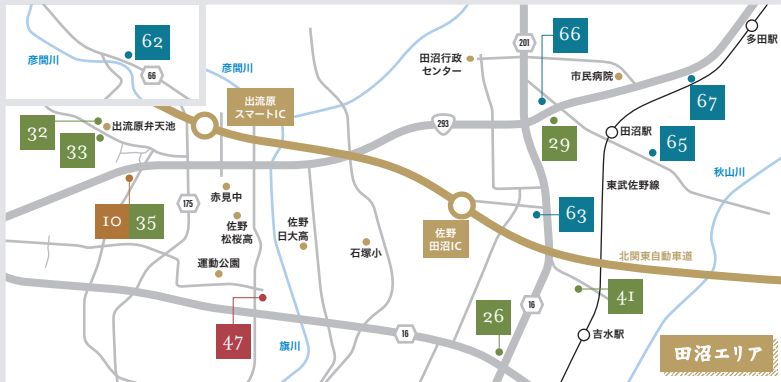 62
彦間川
66
彦間川
出流原
スマートIC
32
出流原弁天池
33
10
35
175
赤見中
佐野
松桜高
運動公園
佐野
日大高
石塚小
47
旗川
16
293
田沼行政
センター
201
66
市民病院
多田駅
67
29
田沼駅
65
秋山川
東武佐野線
63
佐野
田沼IC
北関東自動車道
41
26
16
吉水駅
田沼エリア